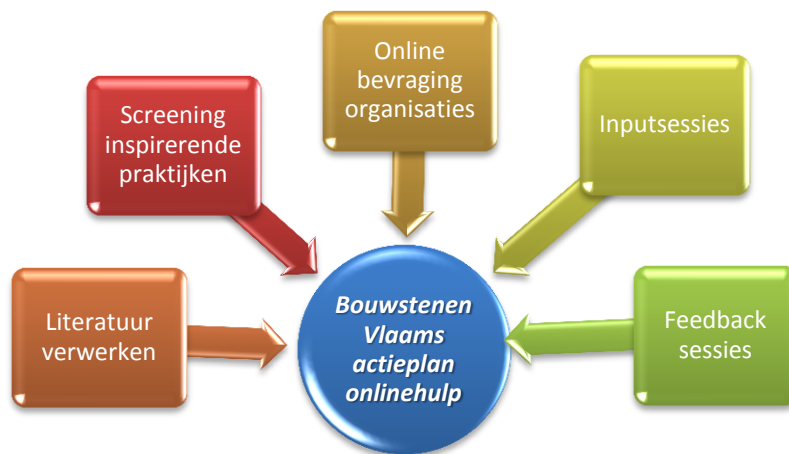 Online
bevraging
organisaties
Screening
inspirerende
praktijken
Inputsessies
Literatuur
verwerken
Bouwstenen
Vlaams
actieplan
onlinehulp
Feedback
sessies